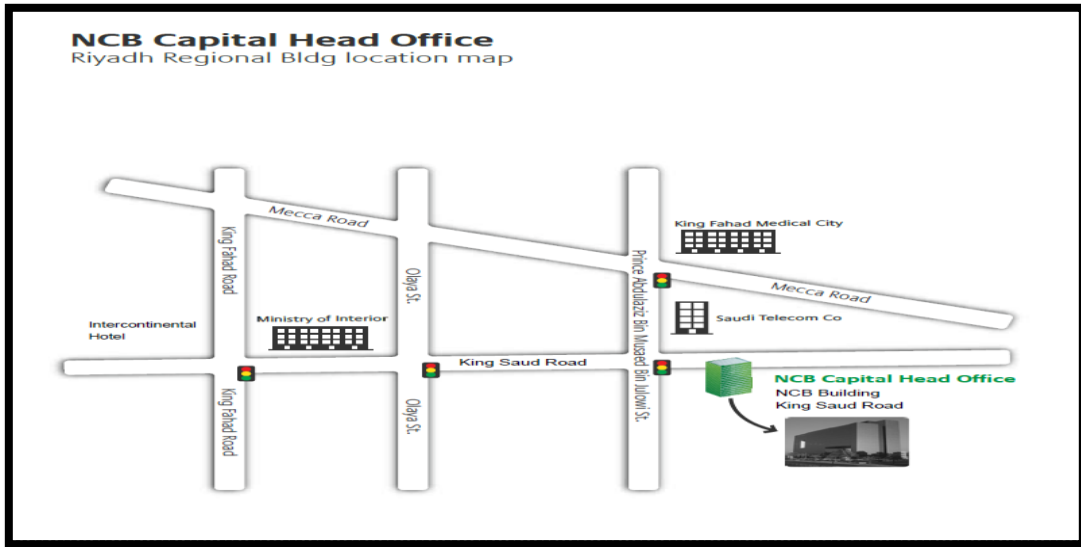 NCB Capital Head Office
Riyadh Regional Bldg location map
Mecca Road
King Fahad Medical City
King Fahad Road
Olaya St.
Prince Abdulaziz Bin Musaed Bin Julowi St.
Mecca Road
Intercontinental
Hotel
Ministry of Interior
Saudi Telecom Co
King Saud Road
King Fahad Road
Olaya St.
NCB Capital Head Office
NCB Building
King Saud Road